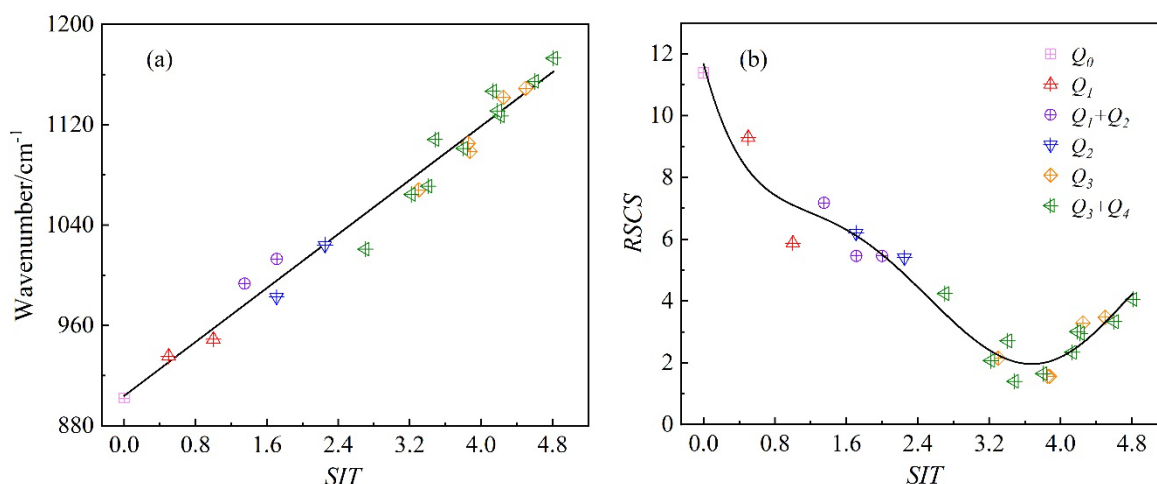 (a)
Wavenumber/cm-1
1200
1120
1040
960
880
0.0 0.8 1.6 2.4 3.2 4.0 4.8
SIT
(b)
RSCS
12
10
8
6
4
2
0
0.0 0.8 1.6 2.4 3.2 4.0 4.8
SIT
Q0
Q1
Q1+Q2
Q2
Q3
Q3+Q4